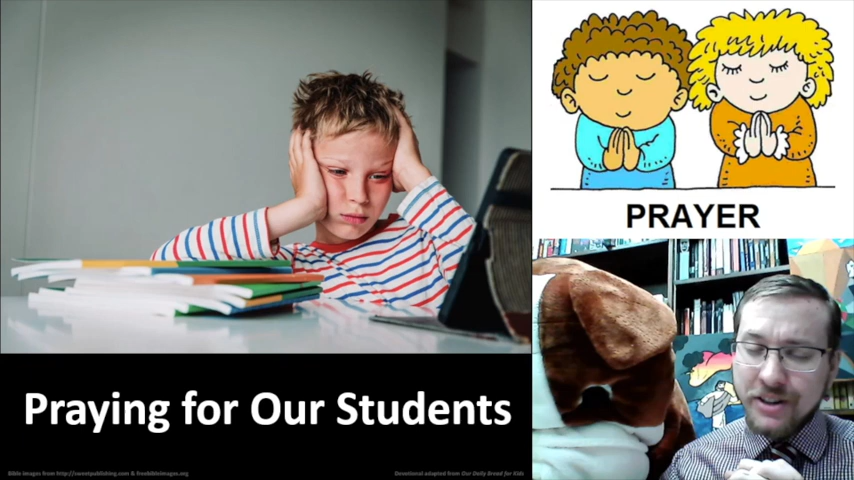 PRAYER
Praying for Our Students
Bible images from http://sweetpublishing.com & freebibleimages.org
Devotional adapted from Our Daily Bread for Kids